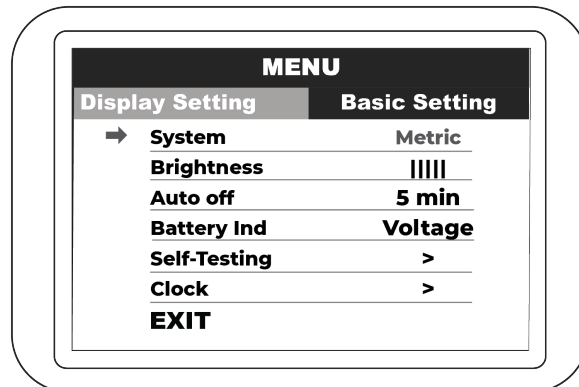 MENU
Display Setting Basic Setting
System Metric
Brightness |||||
Auto off 5 min
Battery Ind Voltage
Self-Testing >
Clock >
EXIT